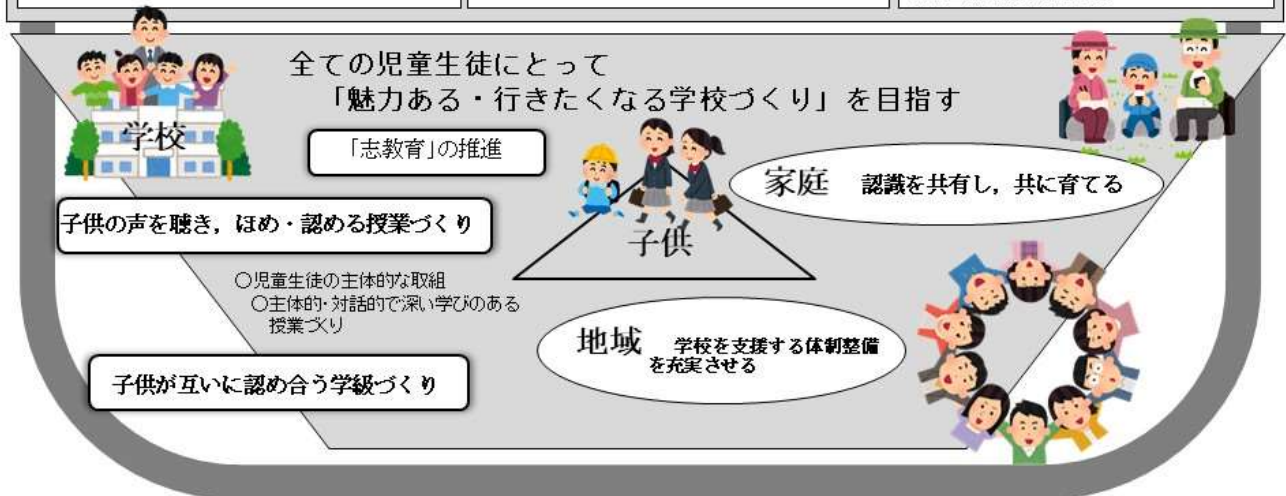 全ての児童生徒にとって
「魅力ある・行きたくなる学校づくり」を目指す
学校
「志教育」の推進
子供の声を聴き，ほめ・認める授業づくり
○児童生徒の主体的な取組
○主体的・対話的で深い学びのある
授業づくり
子供が互いに認め合う学級づくり
子供
家庭 認識を共有し，共に育てる
地域 学校を支援する体制整備
を充実させる